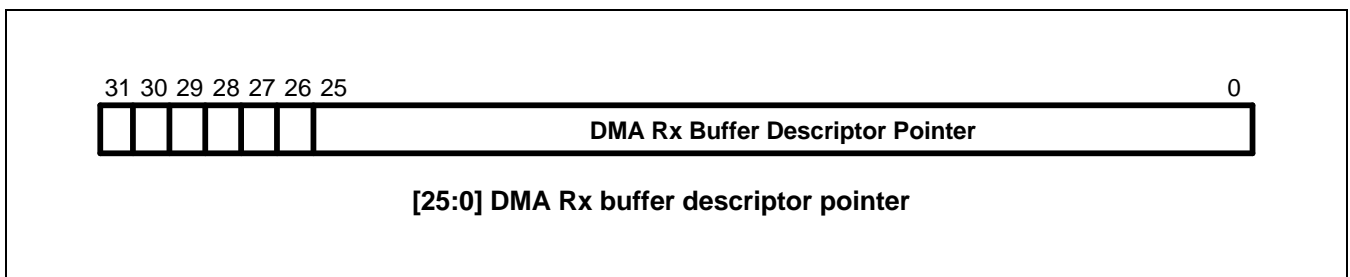 31 30 29 28 27 26 25 0
DMA Rx Buffer Descriptor Pointer
[25:0] DMA Rx buffer descriptor pointer